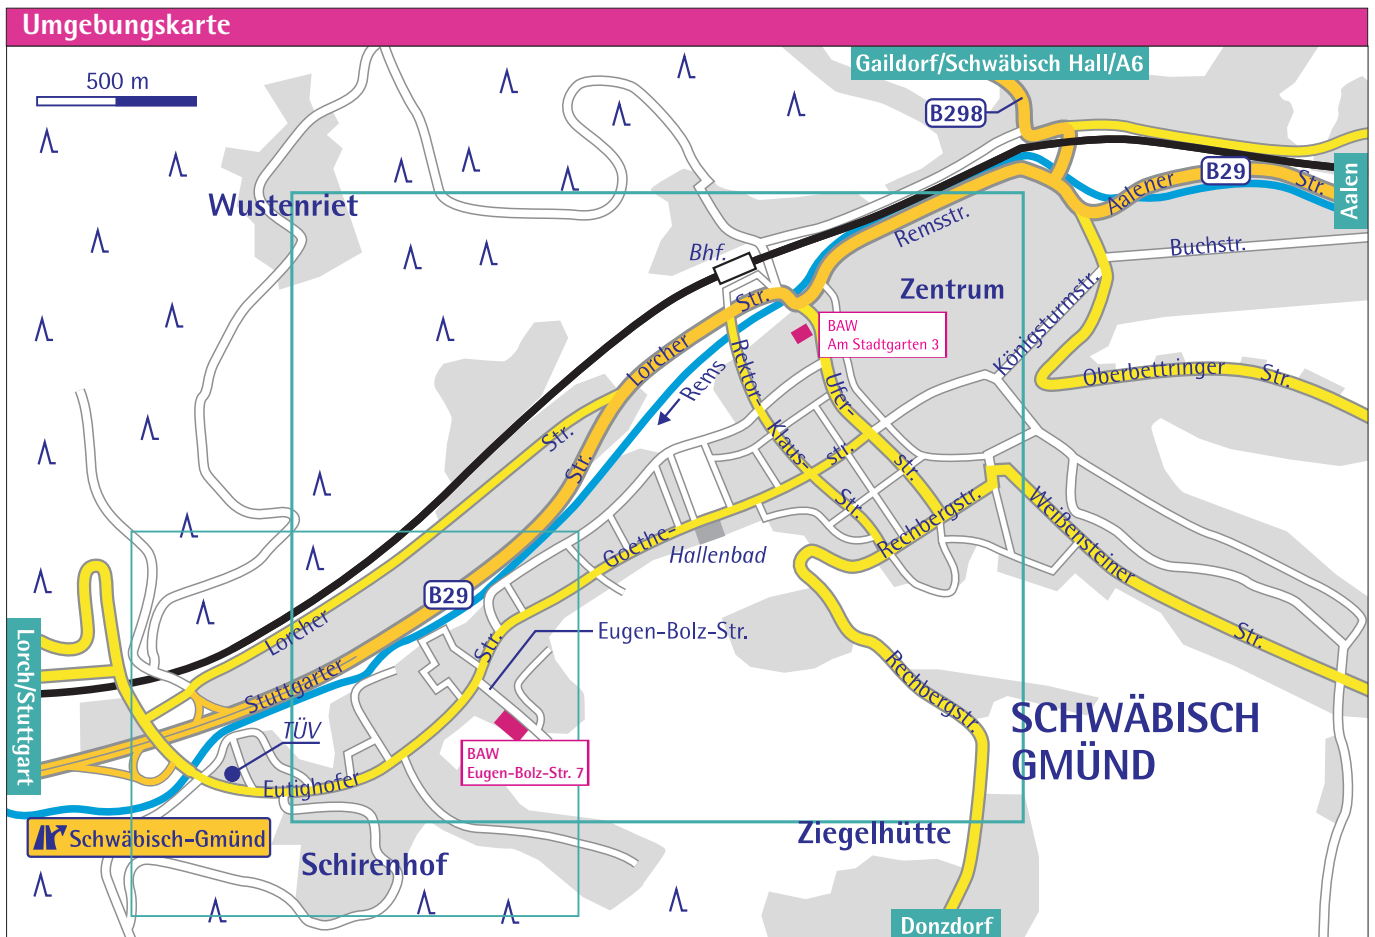 Umgebungskarte
500 m
Gaildorf/Schwäbisch Hall/A6
B298
B29
Aalener
Str.
Aalen
Wustenriet
Bhf.
Remsstr.
Buchstr.
Zentrum
Str.
Lorcher
BAW
Am Stadtgarten 3
Königsturmstr.
Oberbettringer
Str.
Rektor-
Klaus-
Str.
Ufer-
str.
Rems
Str.
Str.
str.
Goethe-
Hallenbad
Rechbergstr.
Weißensteiner
Str.
B29
Lorcher
Eugen-Bolz-Str.
Str.
Stuttgarter
Lorch/Stuttgart
Rechbergstr.
SCHWÄBISCH
GMÜND
TÜV
BAW
Eugen-Bolz-Str. 7
Eutighofer
Schwäbisch-Gmünd
Ziegelhütte
Schirenhof
Donzdorf